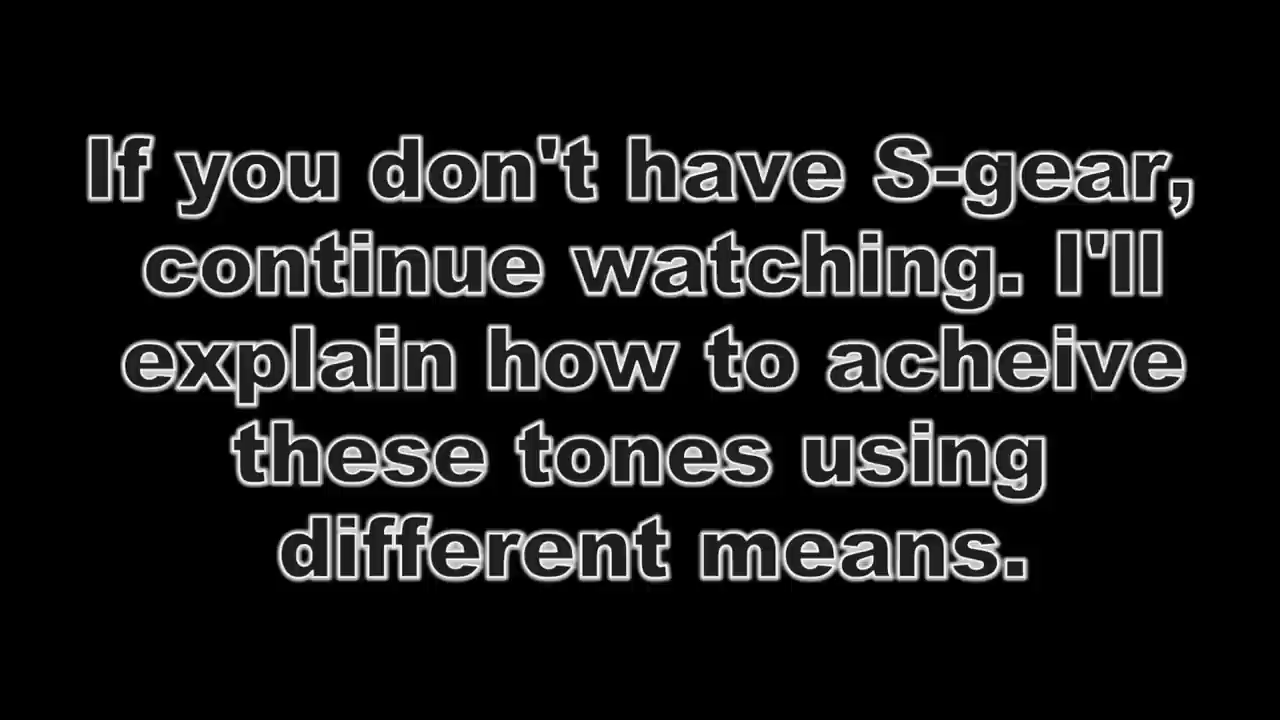 If you don't have S-gear,
continue watching. I'll
explain how to acheive
these tones using
different means.